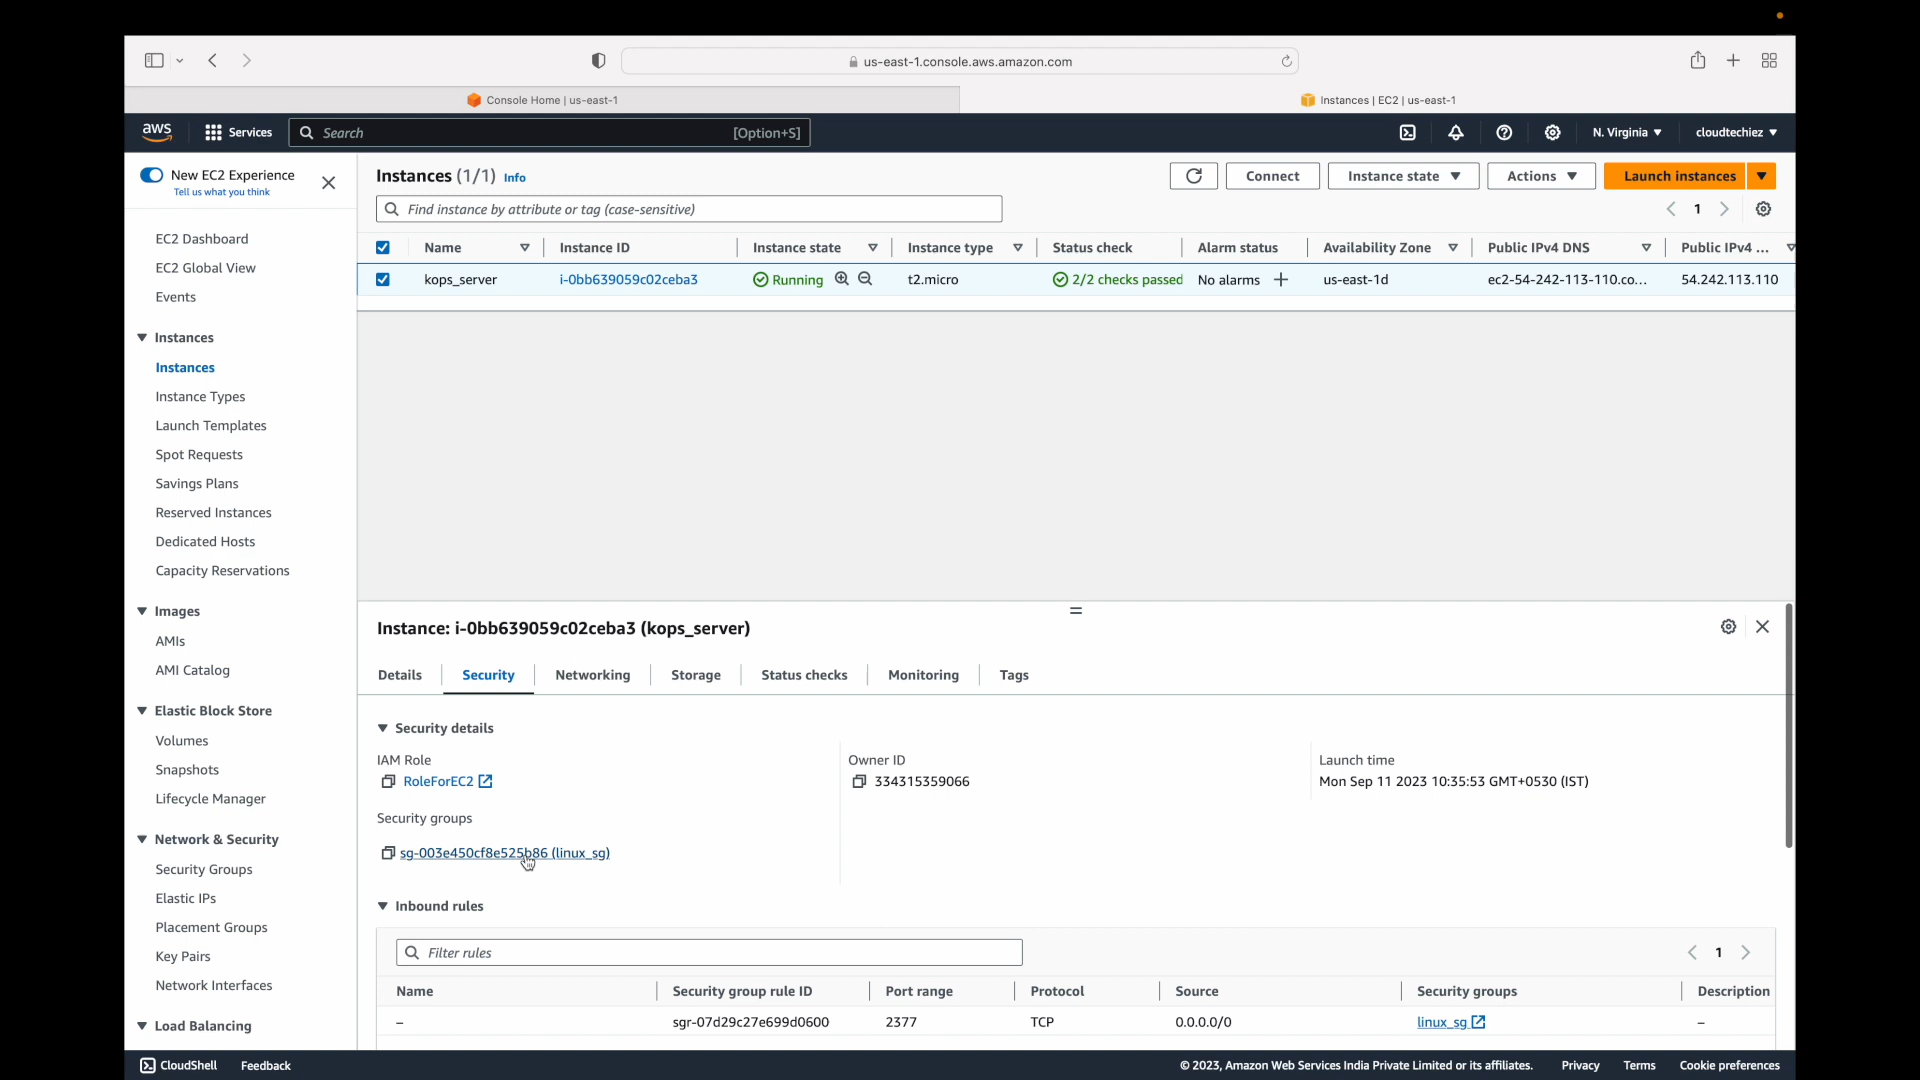 us-east-1.console.aws.amazon.com
Console Home | us-east-1
Instances | EC2 | us-east-1
aws
Services
Search
[Option+S]
N. Virginia
cloudtechiez
New EC2 Experience
Tell us what you think
EC2 Dashboard
EC2 Global View
Events
Instances
Instances
Instance Types
Launch Templates
Spot Requests
Savings Plans
Reserved Instances
Dedicated Hosts
Capacity Reservations
Images
AMIs
AMI Catalog
Elastic Block Store
Volumes
Snapshots
Lifecycle Manager
Network & Security
Security Groups
Elastic IPs
Placement Groups
Key Pairs
Network Interfaces
Load Balancing
Instances (1/1) Info
Connect
Instance state
Actions
Launch instances
Find instance by attribute or tag (case-sensitive)
1
Name Instance ID Instance state Instance type Status check Alarm status Availability Zone Public IPv4 DNS Public IPv4 ...
kops_server i-0bb639059c02ceba3 Running t2.micro 2/2 checks passed No alarms us-east-1d ec2-54-242-113-110.co... 54.242.113.110
Instance: i-0bb639059c02ceba3 (kops_server)
Details Security Networking Storage Status checks Monitoring Tags
Security details
IAM Role
RoleForEC2
Owner ID
334315359066
Launch time
Mon Sep 11 2023 10:35:53 GMT+0530 (IST)
Security groups
sg-003e450cf8e525b86 (linux_sg)
Inbound rules
Filter rules
1
Name Security group rule ID Port range Protocol Source Security groups Description
– sgr-07d29c27e699d0600 2377 TCP 0.0.0.0/0 linux_sg –
CloudShell
Feedback
© 2023, Amazon Web Services India Private Limited or its affiliates.
Privacy
Terms
Cookie preferences